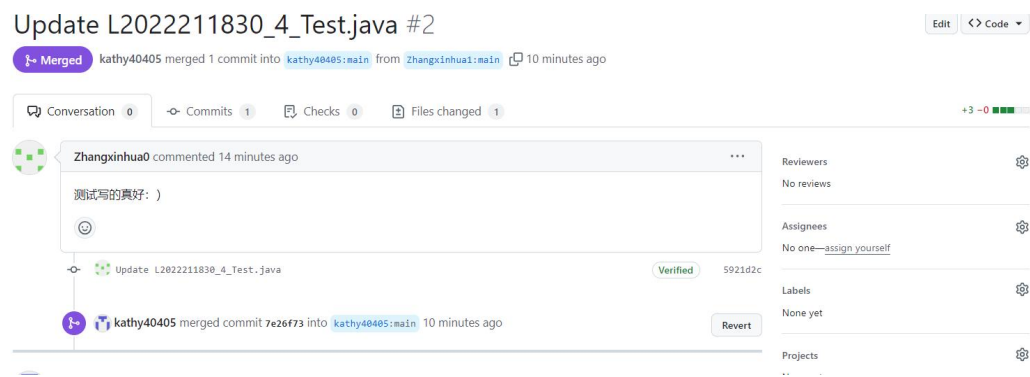 Update L2022211830_4_Test.java #2
Edit <> Code
Merged kathy40405 merged 1 commit into kathy40405:main from Zhangxinhua1:main 10 minutes ago
Conversation 0 Commits 1 Checks 0 Files changed 1 +3 −0
Zhangxinhua0 commented 14 minutes ago ...
测试写的真好：)
Update L2022211830_4_Test.java Verified 5921d2c
kathy40405 merged commit 7e26f73 into kathy40405:main 10 minutes ago Revert
Reviewers
No reviews
Assignees
No one—assign yourself
Labels
None yet
Projects